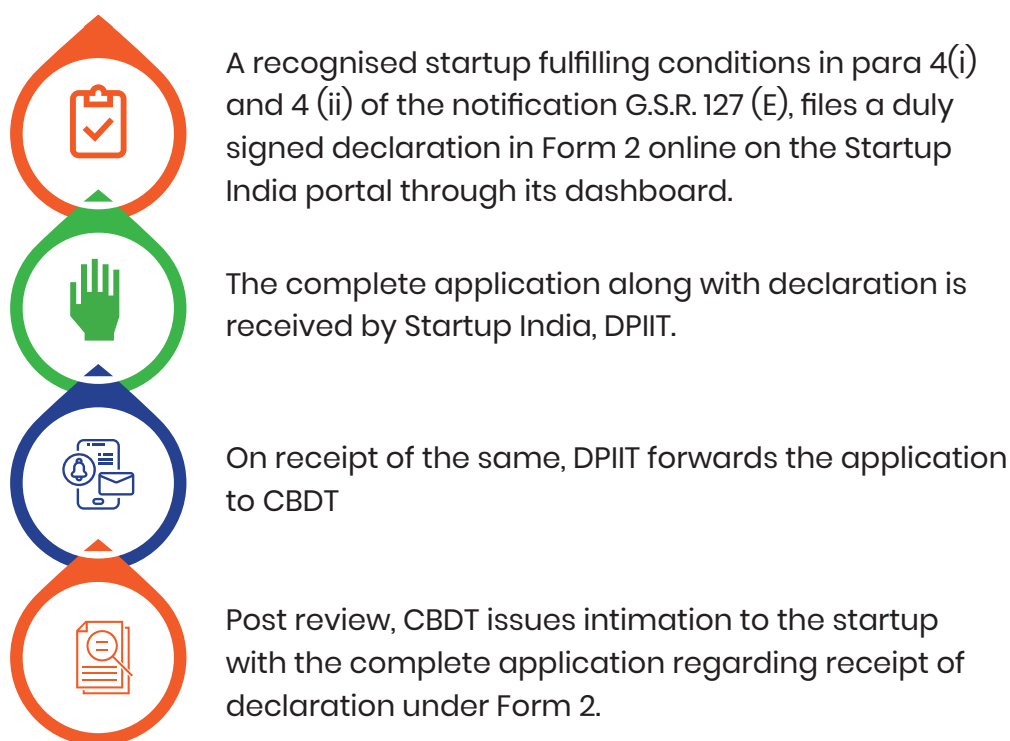 A recognised startup fulfilling conditions in para 4(i)
and 4 (ii) of the notification G.S.R. 127 (E), files a duly
signed declaration in Form 2 online on the Startup
India portal through its dashboard.
The complete application along with declaration is
received by Startup India, DPIIT.
On receipt of the same, DPIIT forwards the application
to CBDT
Post review, CBDT issues intimation to the startup
with the complete application regarding receipt of
declaration under Form 2.